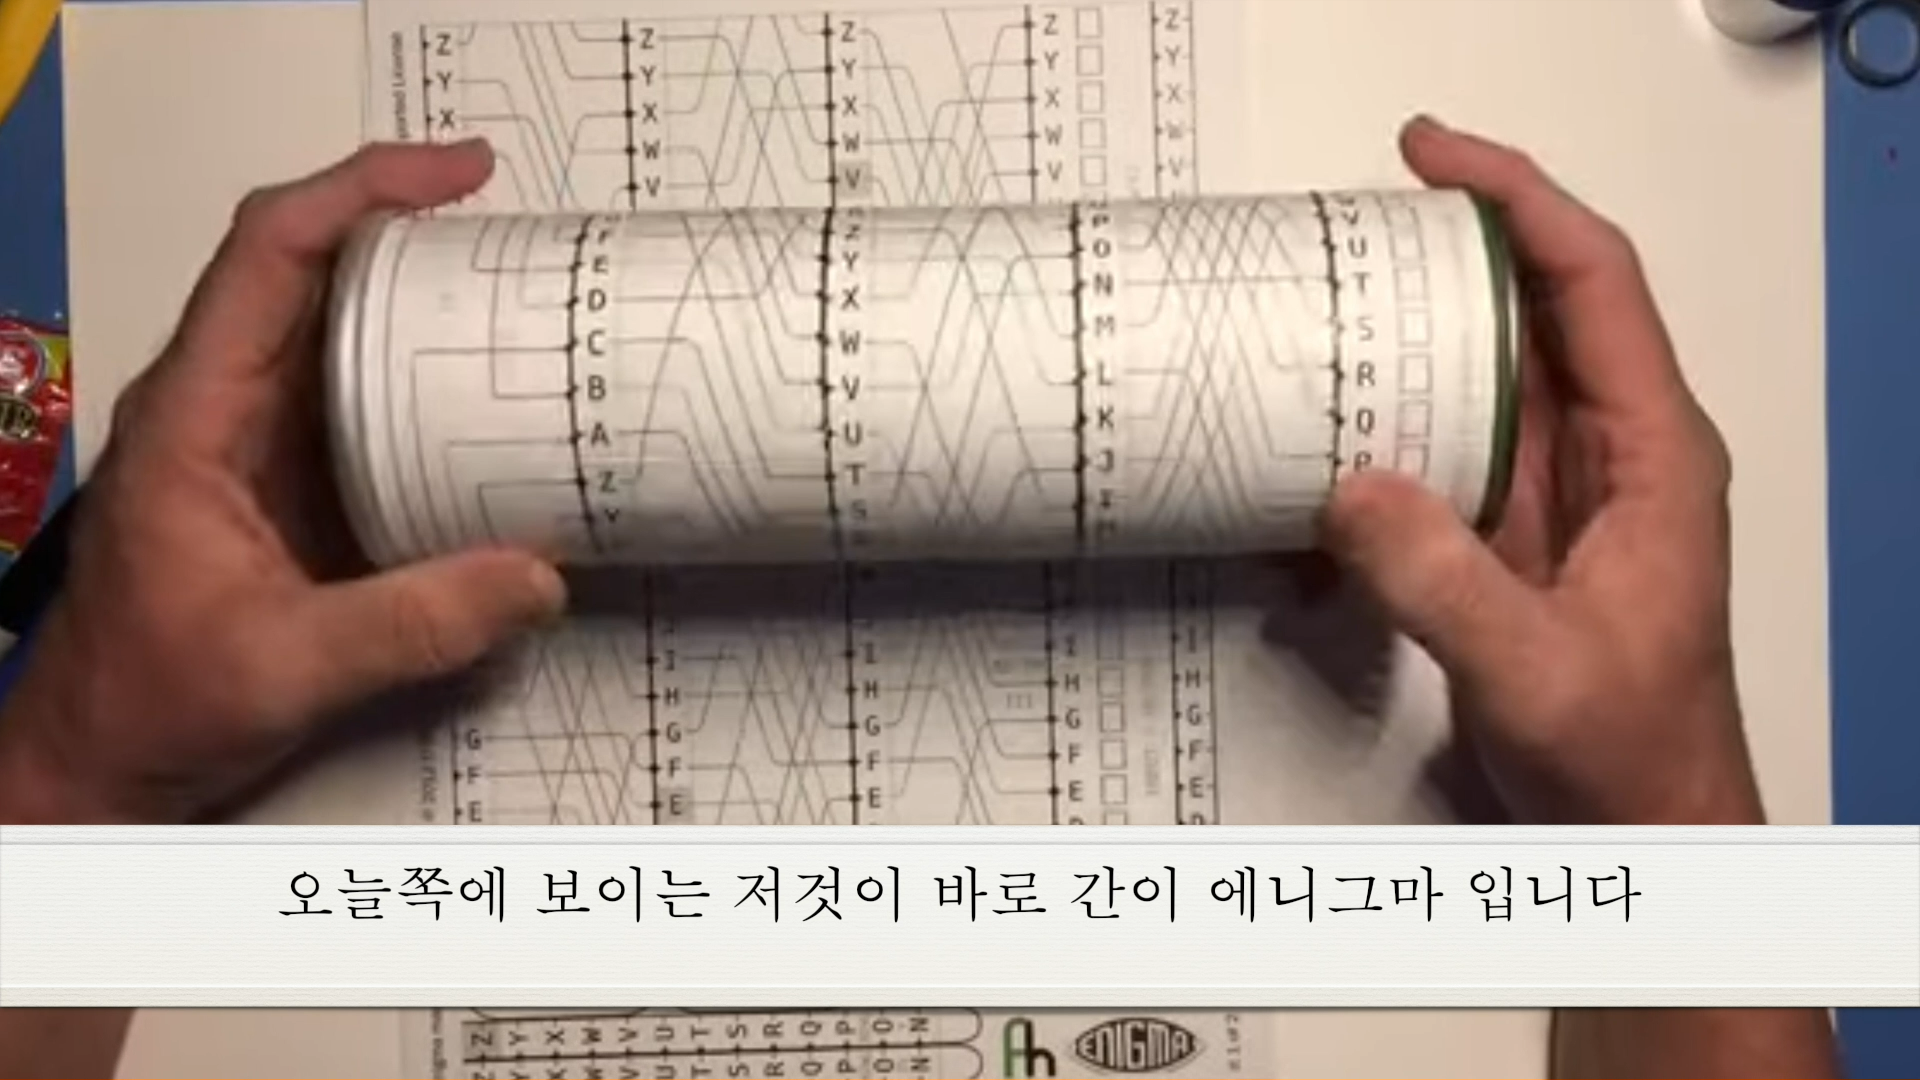 Z Z Z Z Z
Y Y Y Y Y
X X X X X
W W W W
V V V V
F Z P V
E Y O U
D X N T
C W M S
B V L R
A U K Q
Z T J P
Y S I
I I I I
H H H H
G G G G G
F F F F F
E E E E E
오늘쪽에 보이는 저것이 바로 간이 에니그마 입니다
Z Y X W V U T S R Q P O N
Z Y X W V U T S R Q P O N
Ah
ENIGMA